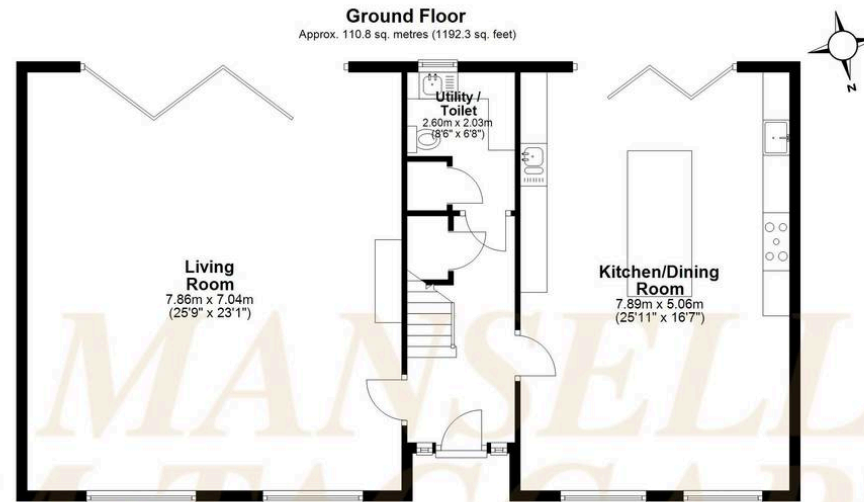 Ground Floor
Approx. 110.8 sq. metres (1192.3 sq. feet)
N
Utility /
Toilet
2.60m x 2.03m
(8'6" x 6'8")
Living
Room
7.86m x 7.04m
(25'9" x 23'1")
Kitchen/Dining
Room
7.89m x 5.06m
(25'11" x 16'7")
MANSELL
McTAGGART